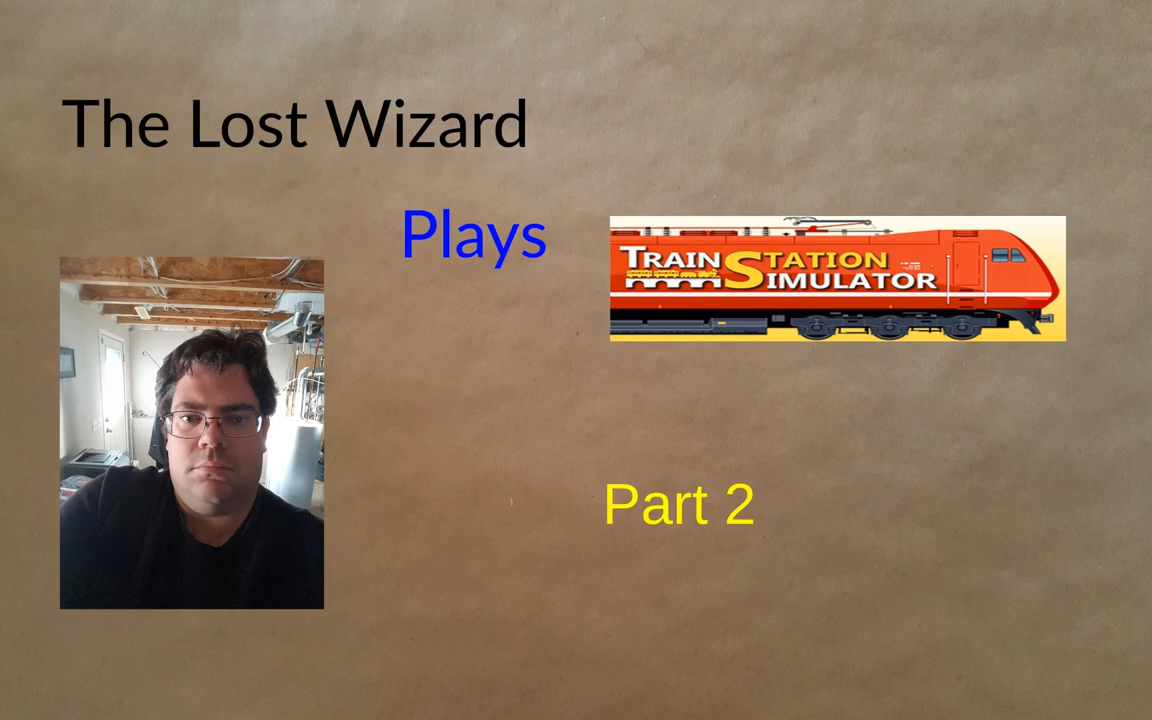 The Lost Wizard
Plays
TRAIN STATION
SIMULATOR
Part 2